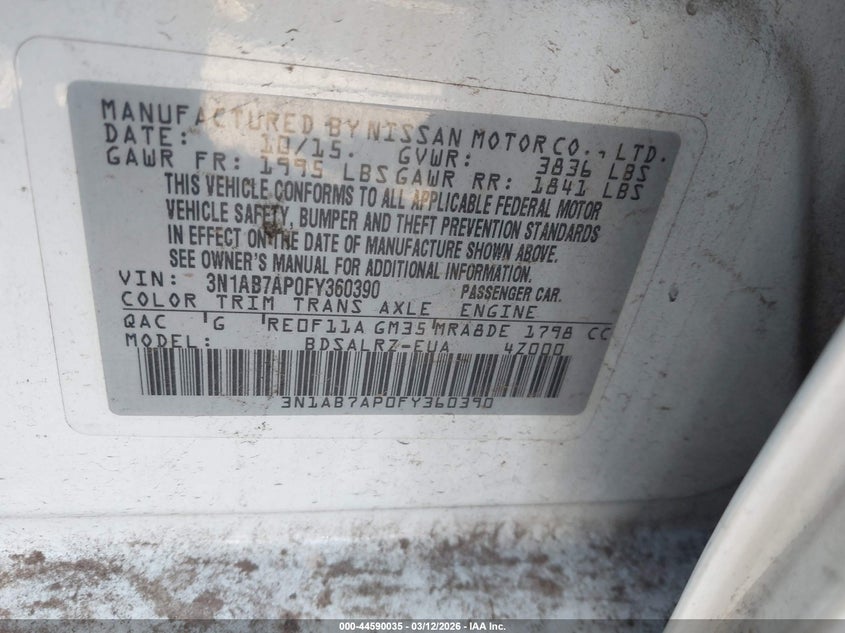 MANUFACTURED BY NISSAN MOTOR CO., LTD.
DATE: 10/15. GVWR: 3836 LBS
GAWR FR: 1995 LBS GAWR RR: 1841 LBS
THIS VEHICLE CONFORMS TO ALL APPLICABLE FEDERAL MOTOR
VEHICLE SAFETY, BUMPER AND THEFT PREVENTION STANDARDS
IN EFFECT ON THE DATE OF MANUFACTURE SHOWN ABOVE.
SEE OWNER'S MANUAL FOR ADDITIONAL INFORMATION.
VIN: 3N1AB7AP0FY360390 PASSENGER CAR.
COLOR TRIM TRANS AXLE ENGINE
QAC G RE0F11A GM35 MRA8DE 1798 CC
MODEL: BDSALRZ-EUA 4Z000
3N1AB7AP0FY360390
000-44590035 - 03/12/2026 - IAA Inc.